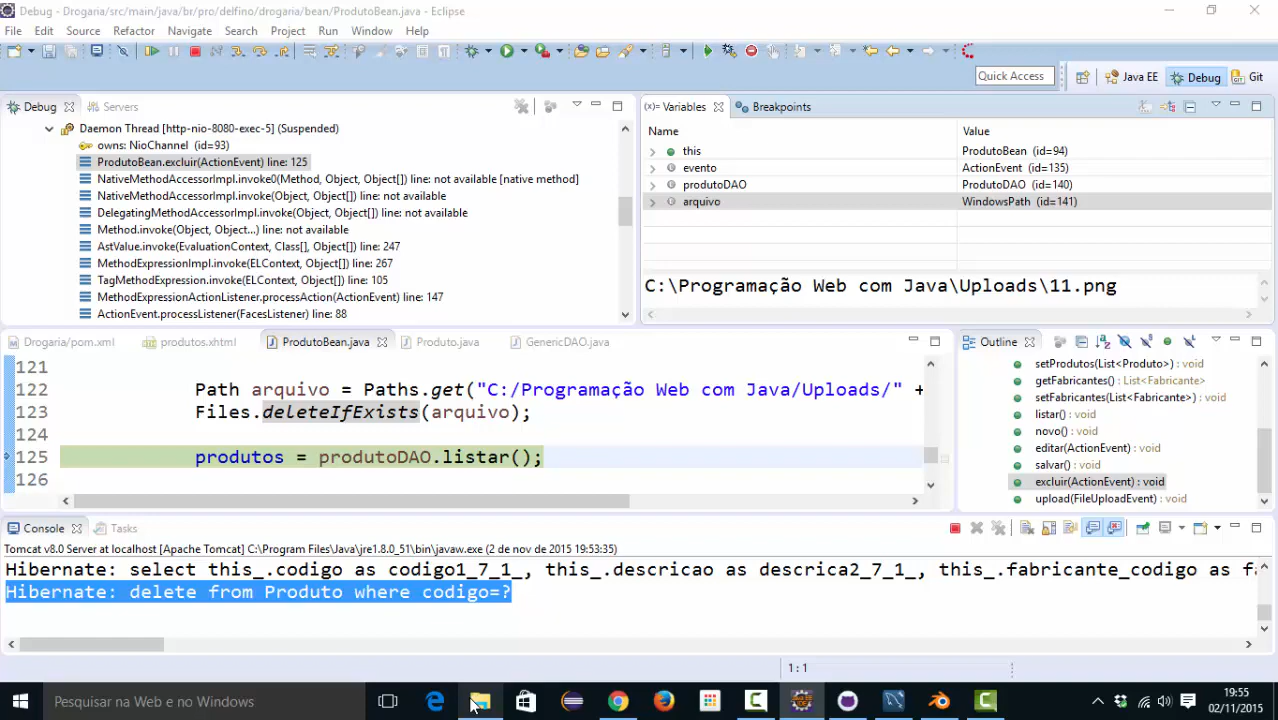 Debug - Drogaria/src/main/java/br/pro/delfino/drogaria/bean/ProdutoBean.java - Eclipse
File Edit Source Refactor Navigate Search Project Run Window Help
Quick Access Java EE Debug Git
Debug Servers
Daemon Thread [http-nio-8080-exec-5] (Suspended)
owns: NioChannel (id=93)
ProdutoBean.excluir(ActionEvent) line: 125
NativeMethodAccessorImpl.invoke0(Method, Object, Object[]) line: not available [native method]
NativeMethodAccessorImpl.invoke(Object, Object[]) line: not available
DelegatingMethodAccessorImpl.invoke(Object, Object[]) line: not available
Method.invoke(Object, Object...) line: not available
AstValue.invoke(EvaluationContext, Class[], Object[]) line: 247
MethodExpressionImpl.invoke(ELContext, Object[]) line: 267
TagMethodExpression.invoke(ELContext, Object[]) line: 105
MethodExpressionActionListener.processAction(ActionEvent) line: 147
ActionEvent.processListener(FacesListener) line: 88
(x)= Variables Breakpoints
Name Value
this ProdutoBean (id=94)
evento ActionEvent (id=135)
produtoDAO ProdutoDAO (id=140)
arquivo WindowsPath (id=141)
C:\Programação Web com Java\Uploads\11.png
Drogaria/pom.xml produtos.xhtml ProdutoBean.java Produto.java GenericDAO.java
121
122 Path arquivo = Paths.get("C:/Programação Web com Java/Uploads/" +
123 Files.deleteIfExists(arquivo);
124
125 produtos = produtoDAO.listar();
126
Outline
setProdutos(List<Produto>) : void
getFabricantes() : List<Fabricante>
setFabricantes(List<Fabricante>) : void
listar() : void
novo() : void
editar(ActionEvent) : void
salvar() : void
excluir(ActionEvent) : void
upload(FileUploadEvent) : void
Console Tasks
Tomcat v8.0 Server at localhost [Apache Tomcat] C:\Program Files\Java\jre1.8.0_51\bin\javaw.exe (2 de nov de 2015 19:53:35)
Hibernate: select this_.codigo as codigo1_7_1_, this_.descricao as descrica2_7_1_, this_.fabricante_codigo as fa
Hibernate: delete from Produto where codigo=?
1 : 1
Pesquisar na Web e no Windows
19:55
02/11/2015